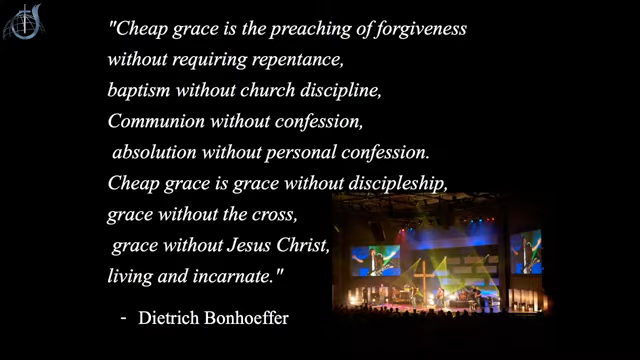 "Cheap grace is the preaching of forgiveness
without requiring repentance,
baptism without church discipline,
Communion without confession,
absolution without personal confession.
Cheap grace is grace without discipleship,
grace without the cross,
grace without Jesus Christ,
living and incarnate."
- Dietrich Bonhoeffer